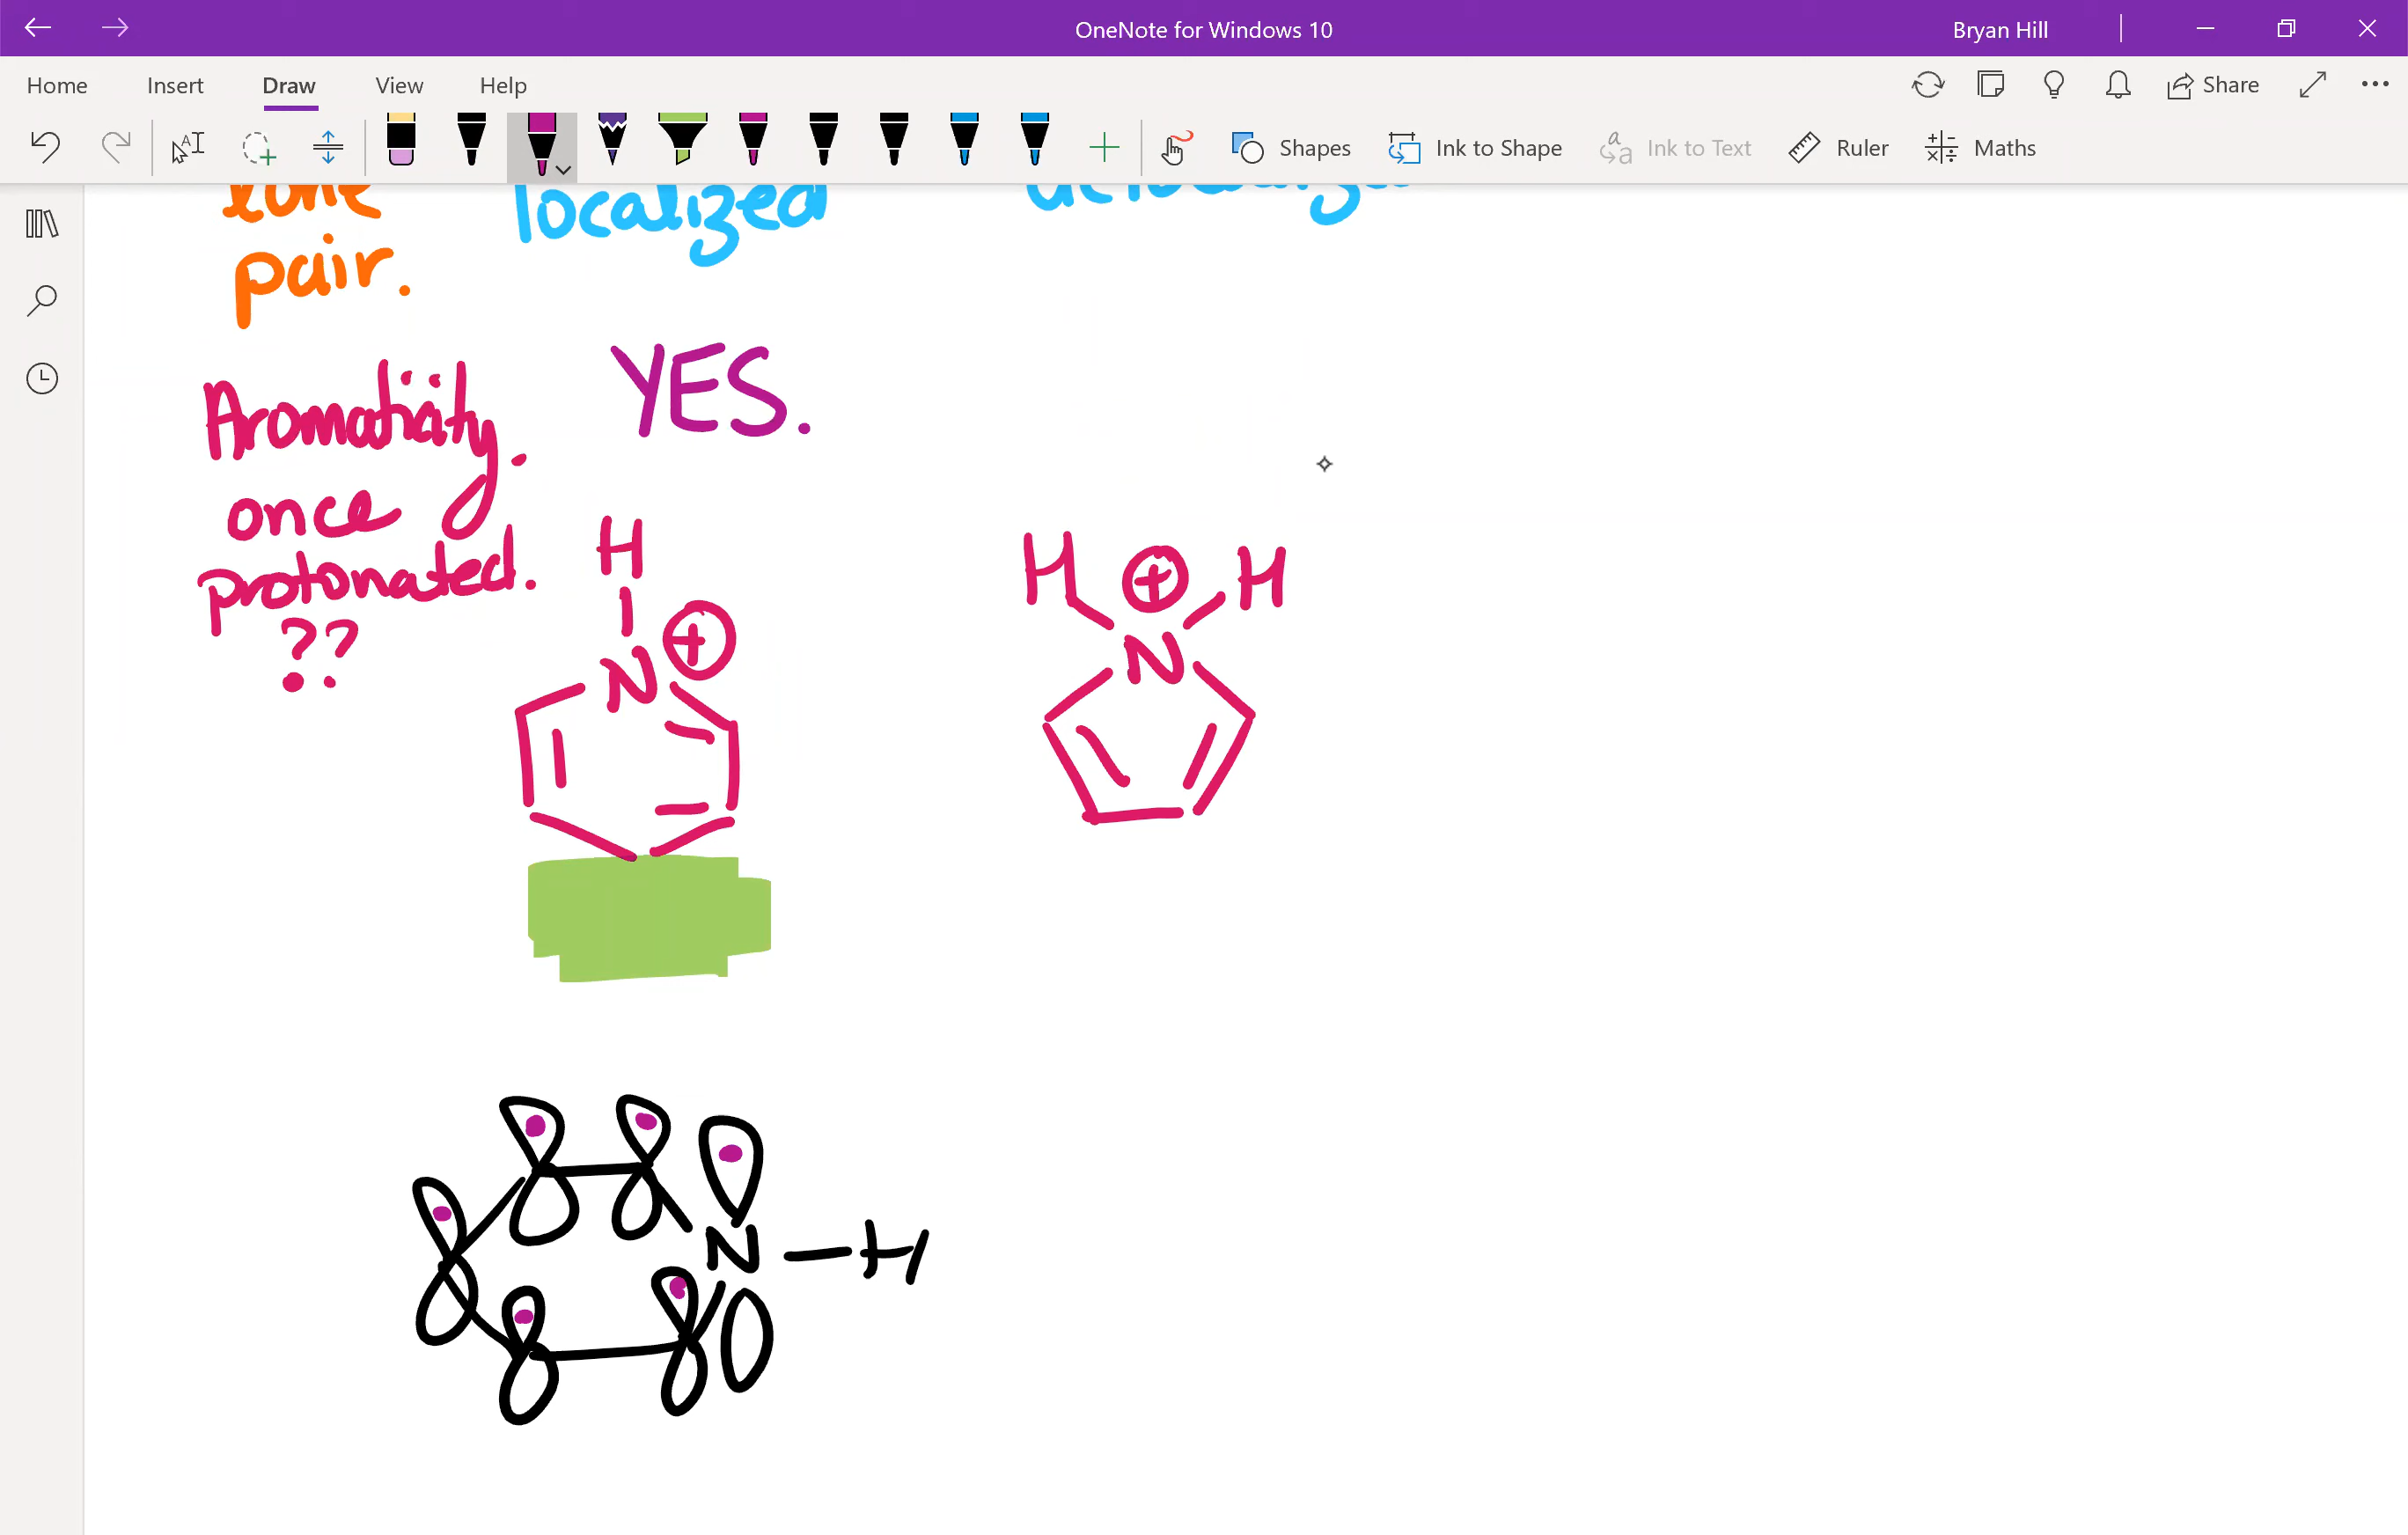 OneNote for Windows 10
Bryan Hill
Home Insert Draw View Help
Share
Shapes Ink to Shape Ink to Text Ruler Maths
lone localized
pair.
Aromaticity. YES.
once
protonated.
??
H
N +
H + H
N
N - H